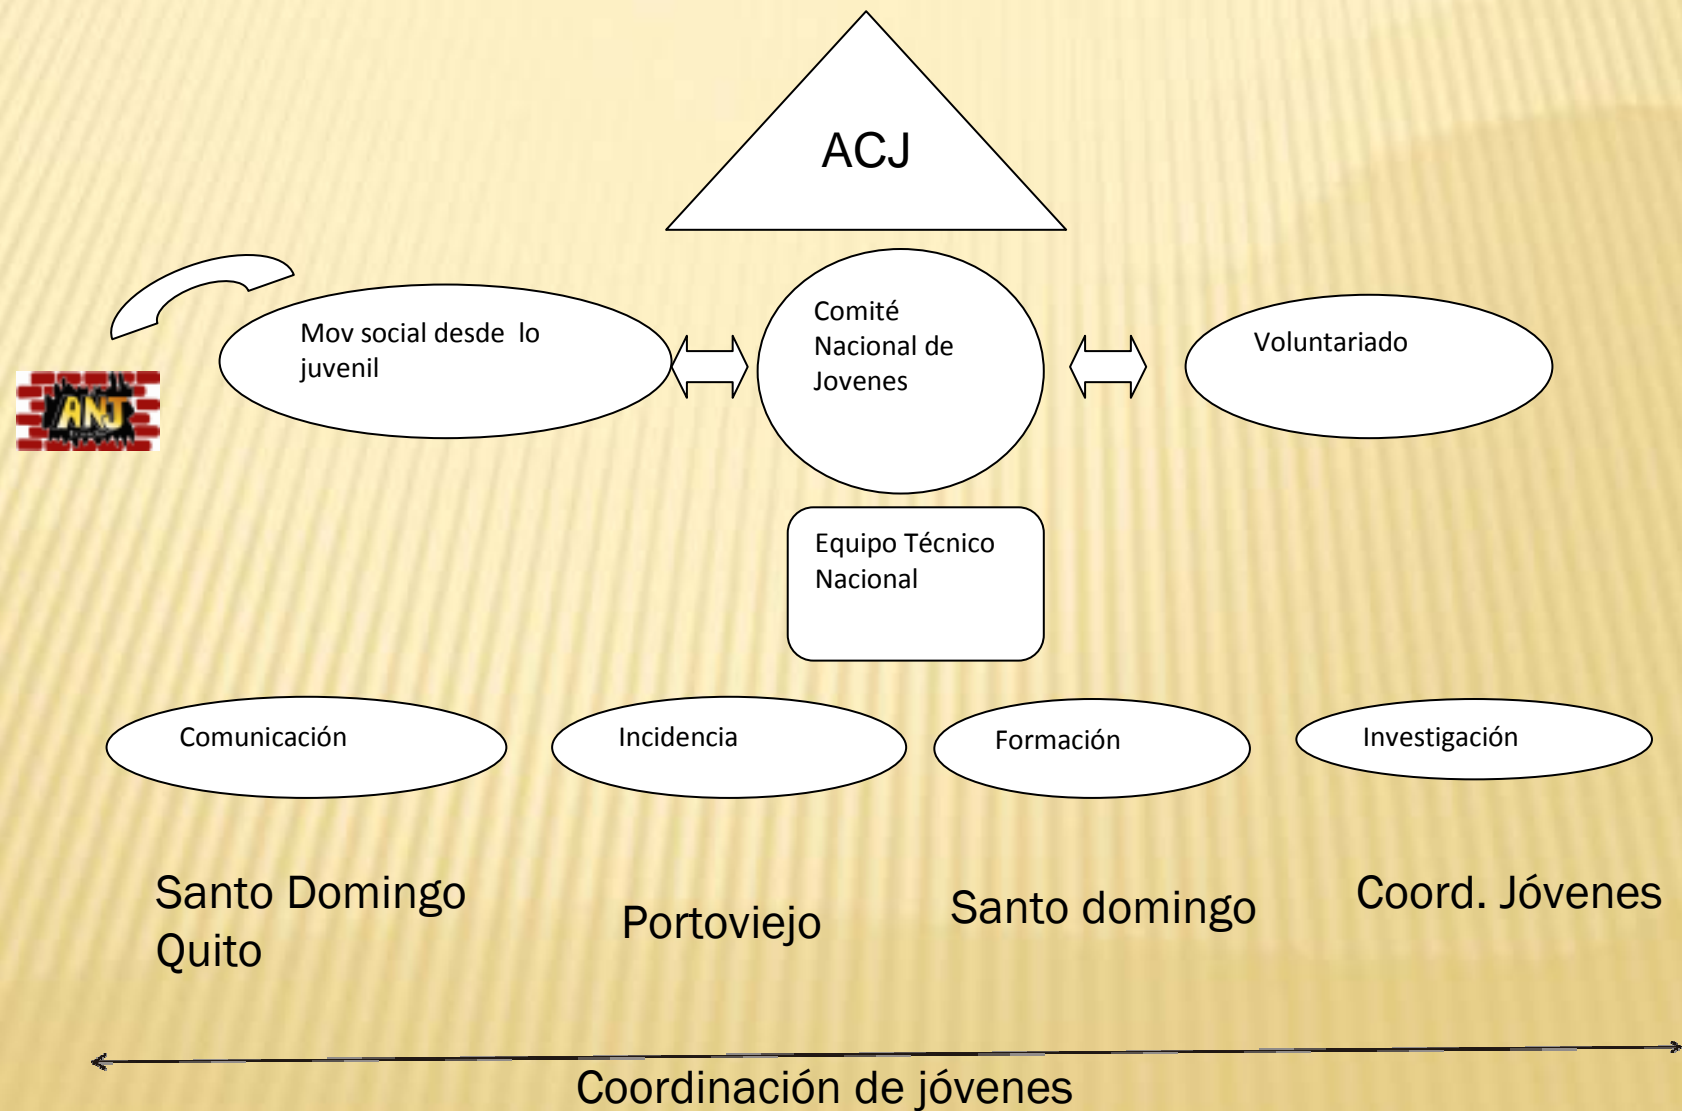 ACJ
Mov social desde lo
juvenil
Comité
Nacional de
Jovenes
Voluntariado
ANJ
Equipo Técnico
Nacional
Comunicación
Incidencia
Formación
Investigación
Santo Domingo
Quito
Portoviejo
Santo domingo
Coord. Jóvenes
Coordinación de jóvenes